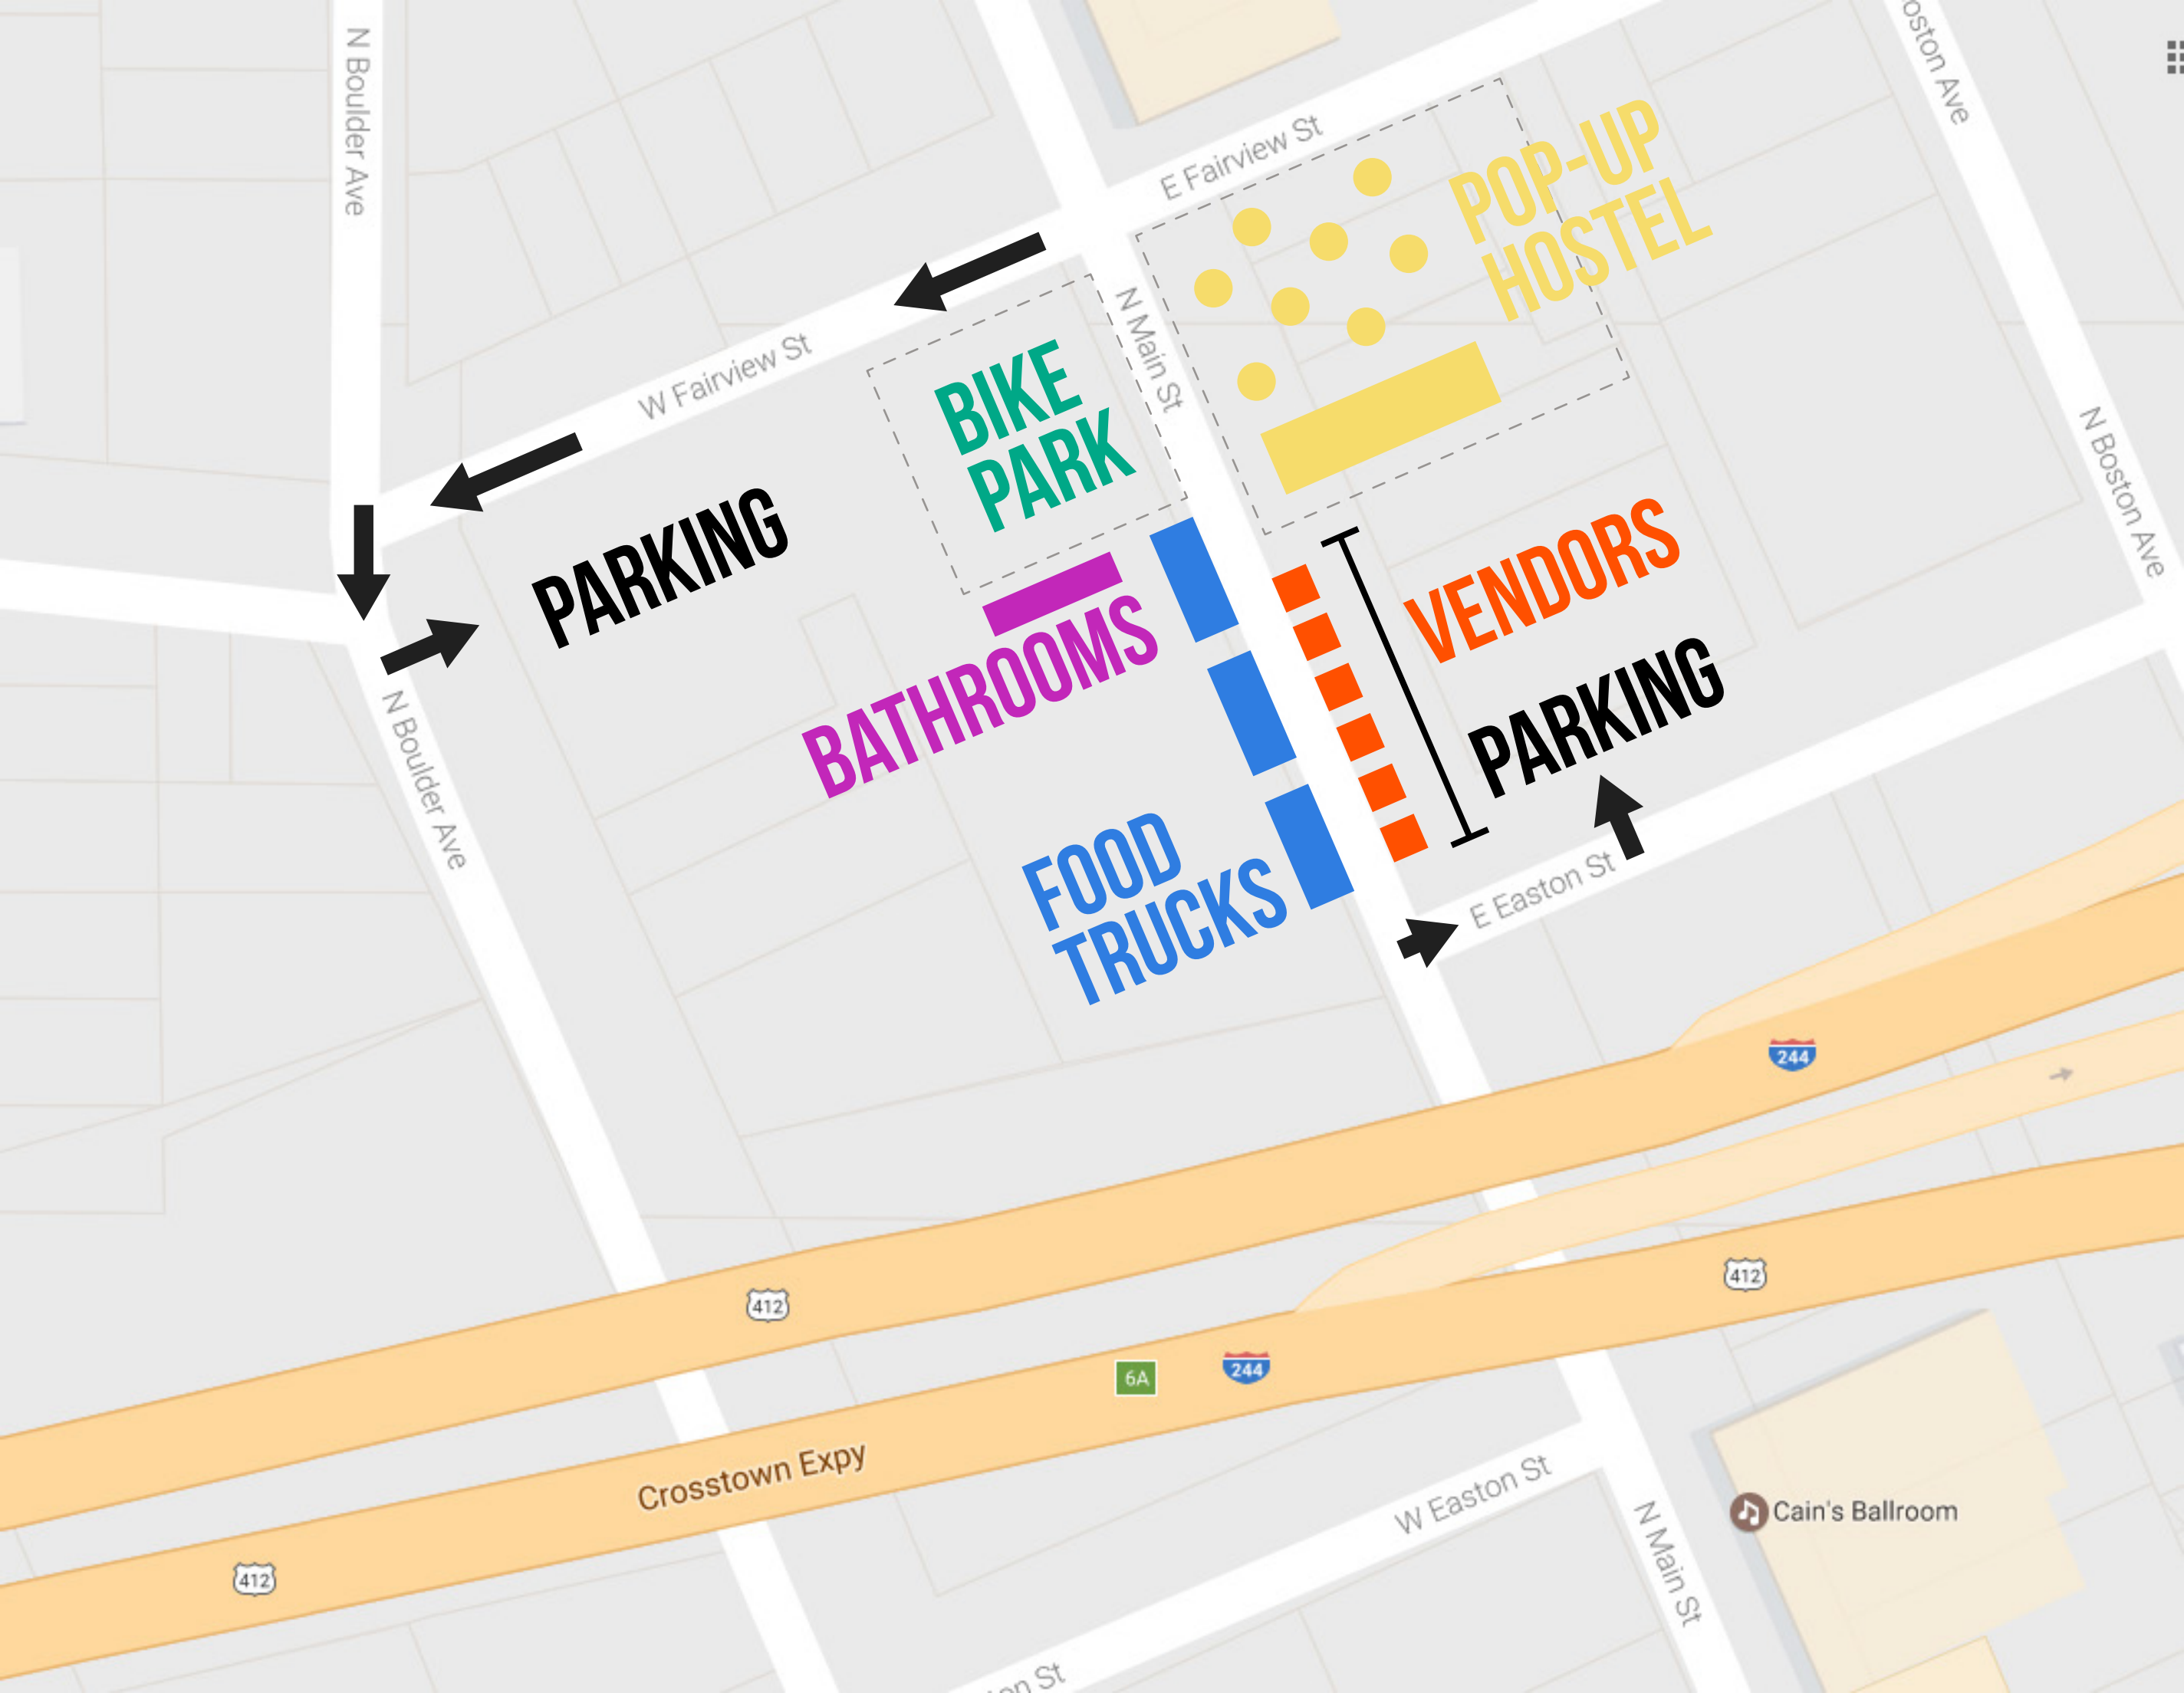 N Boulder Ave
E Fairview St
POP-UP
HOSTEL
N Main St
W Fairview St
BIKE
PARK
N Boston Ave
PARKING
VENDORS
BATHROOMS
PARKING
N Boulder Ave
FOOD
TRUCKS
E Easton St
244
412
412
6A
244
Crosstown Expy
W Easton St
Cain's Ballroom
N Main St
412
St